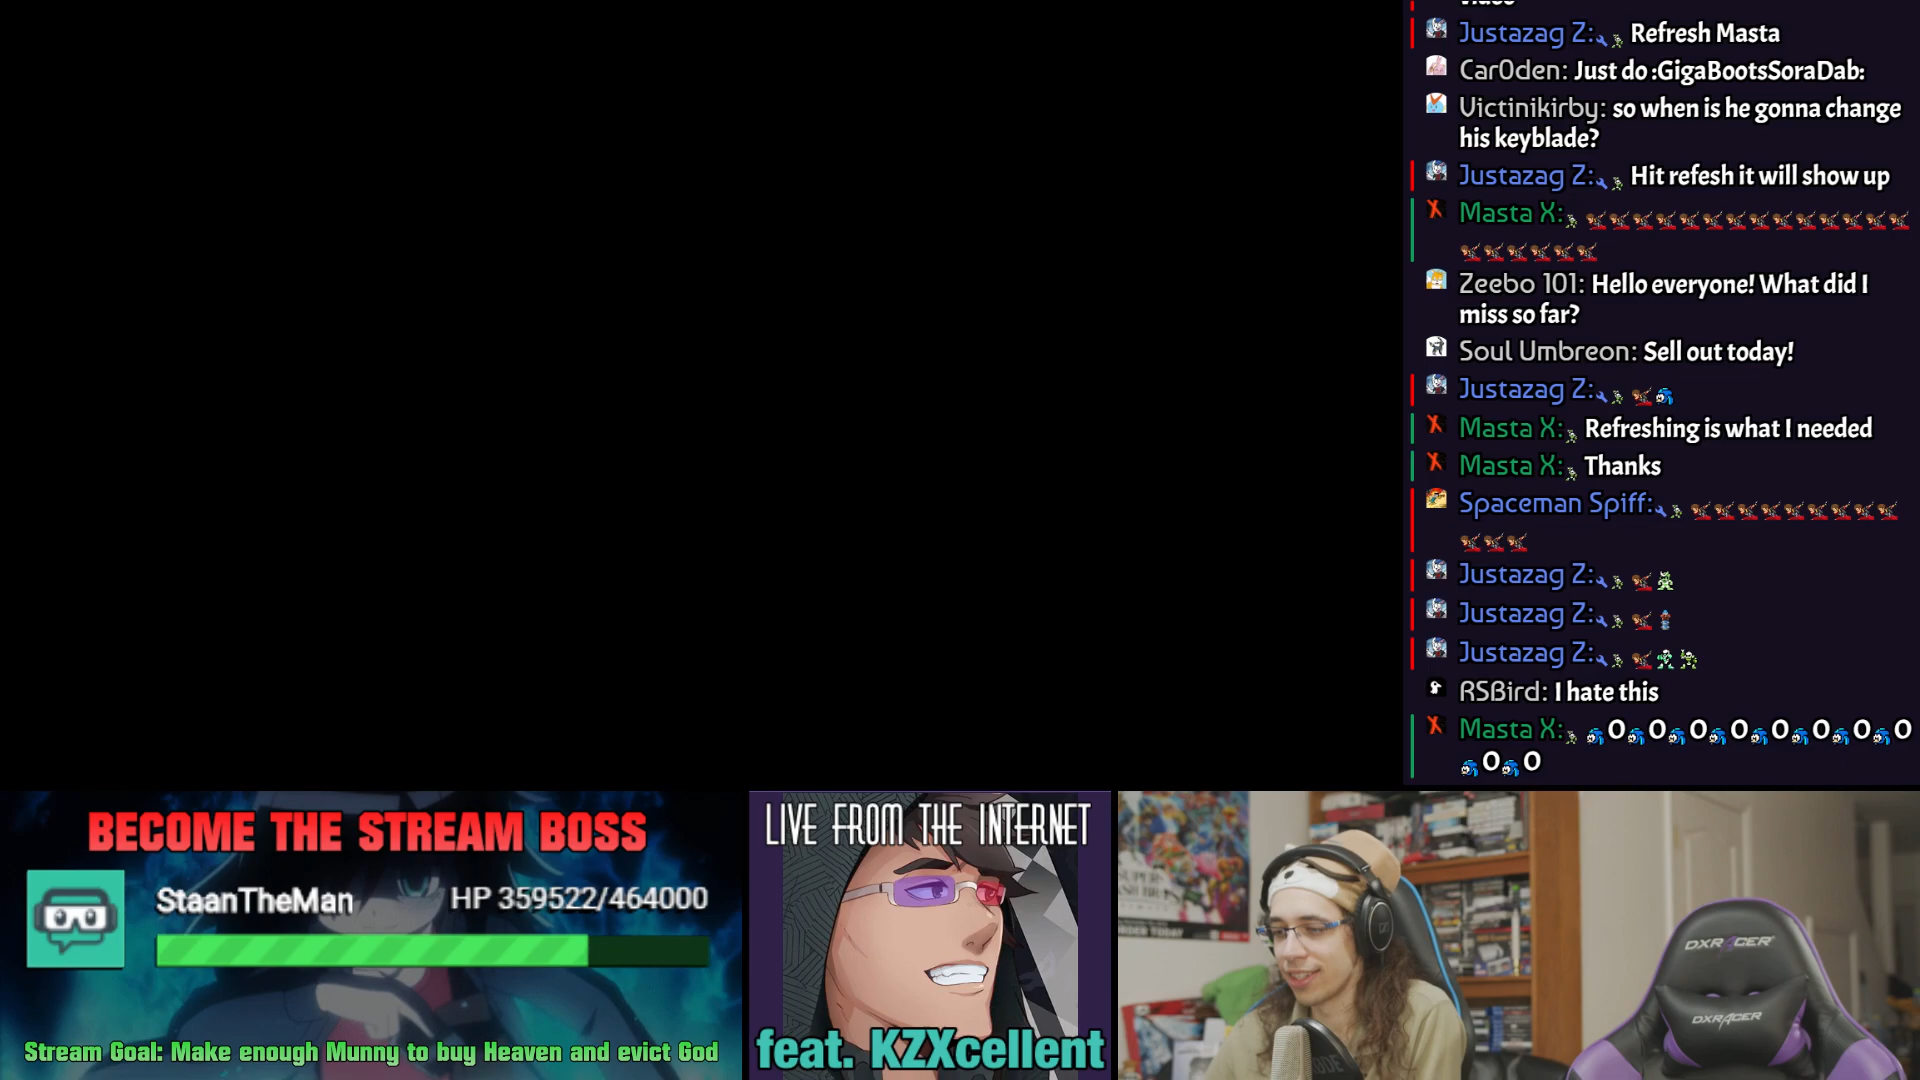 Justazag Z: Refresh Masta
CarOden: Just do :GigaBootsSoraDab:
Victinikirby: so when is he gonna change
his keyblade?
Justazag Z: Hit refesh it will show up
Masta X:
Zeebo 101: Hello everyone! What did I
miss so far?
Soul Umbreon: Sell out today!
Justazag Z:
Masta X: Refreshing is what I needed
Masta X: Thanks
Spaceman Spiff:
Justazag Z:
Justazag Z:
Justazag Z:
RSBird: I hate this
Masta X: O O O O O O O O
O O
BECOME THE STREAM BOSS
StaanTheMan HP 359522/464000
Stream Goal: Make enough Munny to buy Heaven and evict God
LIVE FROM THE INTERNET
feat. KZXcellent
DXRACER
DXRACER